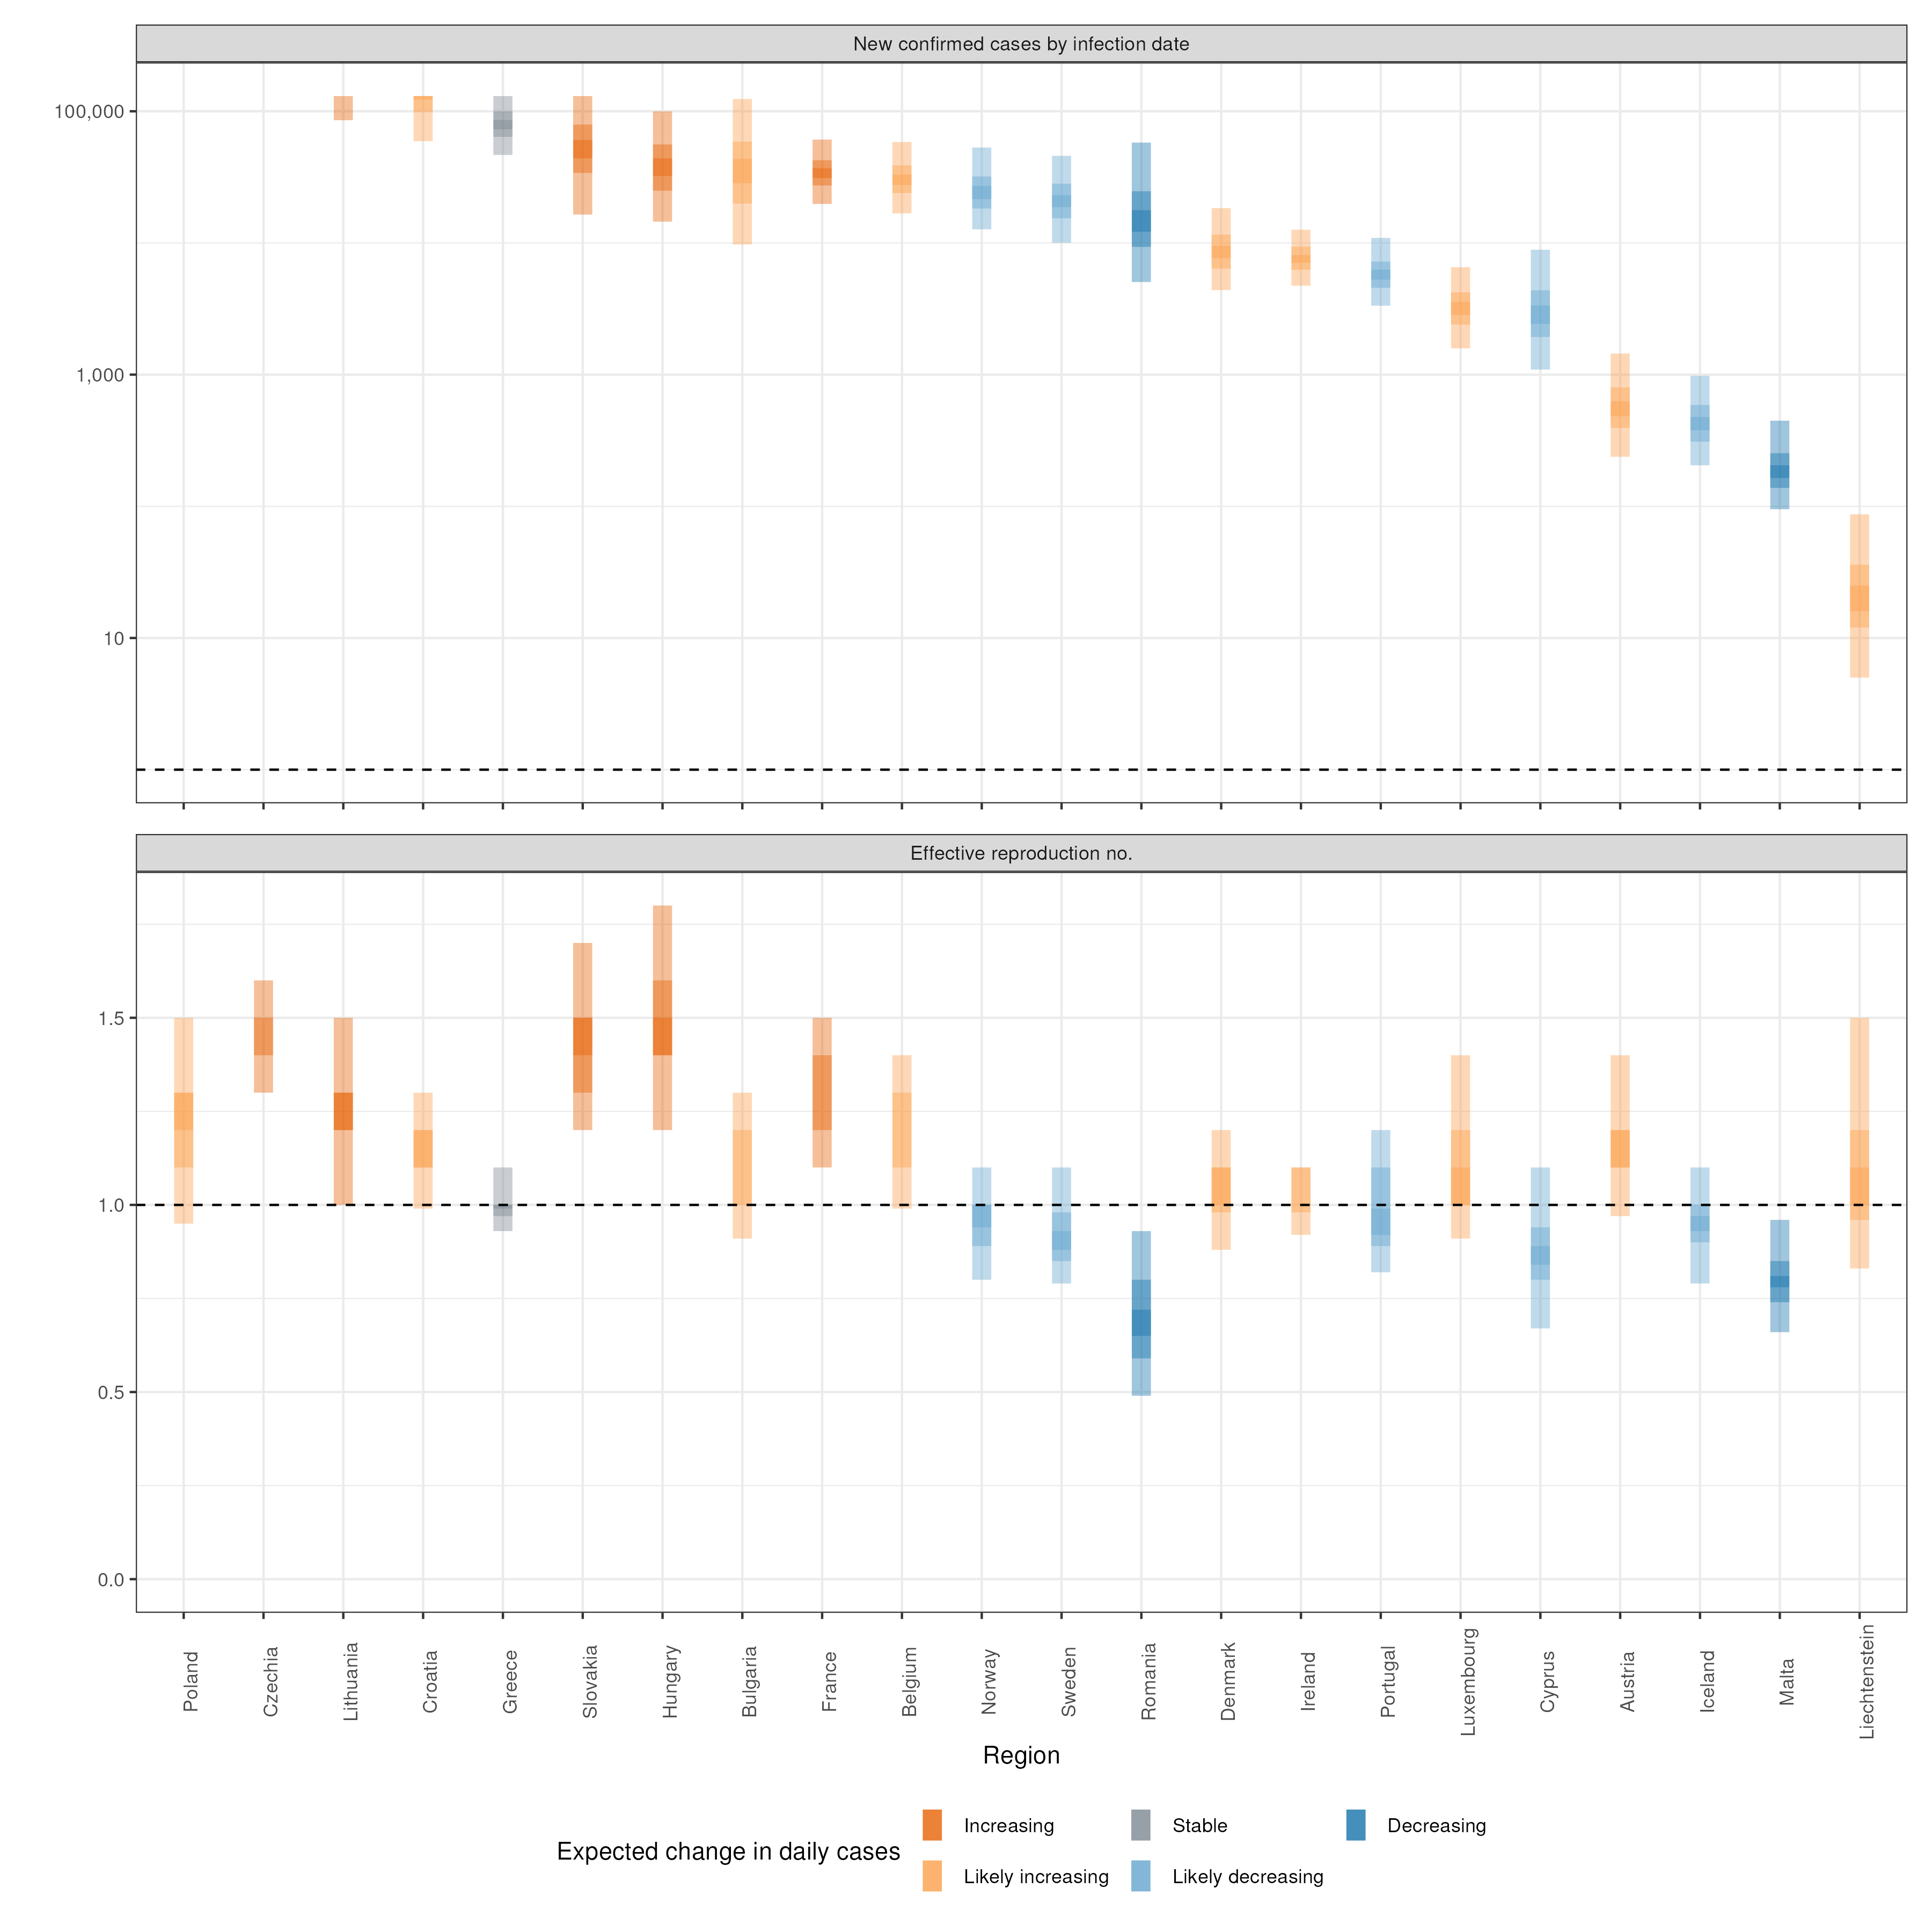 New confirmed cases by infection date
100,000
1,000
10
Effective reproduction no.
1.5
1.0
0.5
0.0
Poland
Czechia
Lithuania
Croatia
Greece
Slovakia
Hungary
Bulgaria
France
Belgium
Norway
Sweden
Romania
Denmark
Ireland
Portugal
Luxembourg
Cyprus
Austria
Iceland
Malta
Liechtenstein
Region
Expected change in daily cases
Increasing
Stable
Decreasing
Likely increasing
Likely decreasing